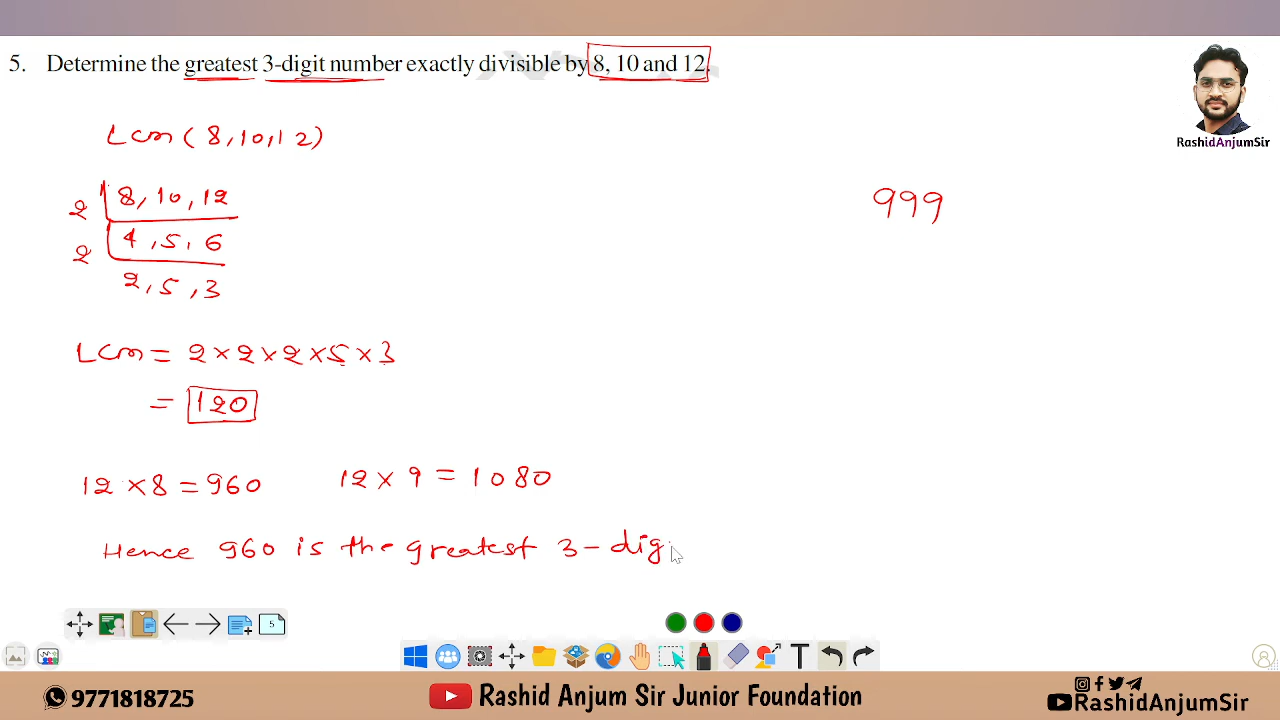 5. Determine the greatest 3-digit number exactly divisible by 8, 10 and 12.
RashidAnjumSir
Lcm ( 8,10,12)
999
2 8, 10, 12
2 4, 5, 6
2, 5, 3
Lcm = 2×2×2×5×3
= 120
12 ×8 = 960 12 × 9 = 1080
Hence 960 is the greatest 3-dig
5
T
9771818725 Rashid Anjum Sir Junior Foundation RashidAnjumSir